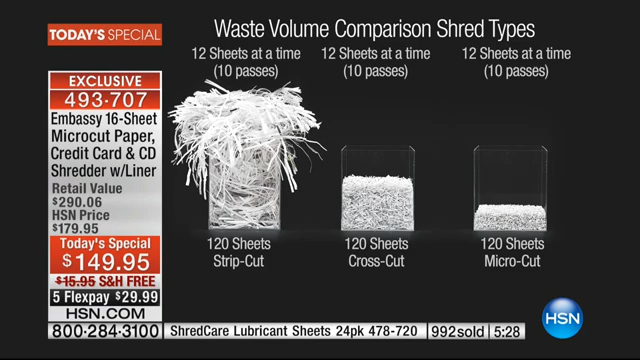 TODAY'S SPECIAL
EXCLUSIVE
493-707
Embassy 16-Sheet
Microcut Paper,
Credit Card & CD
Shredder w/Liner
Retail Value
$290.06
HSN Price
$179.95
Today's Special
$149.95
$15.95 S&H FREE
5 Flexpay $29.99
HSN.COM
800-284-3100
Waste Volume Comparison Shred Types
12 Sheets at a time
(10 passes)
12 Sheets at a time
(10 passes)
12 Sheets at a time
(10 passes)
120 Sheets
Strip-Cut
120 Sheets
Cross-Cut
120 Sheets
Micro-Cut
HSN
ShredCare Lubricant Sheets 24pk 478-720
992sold
5:28